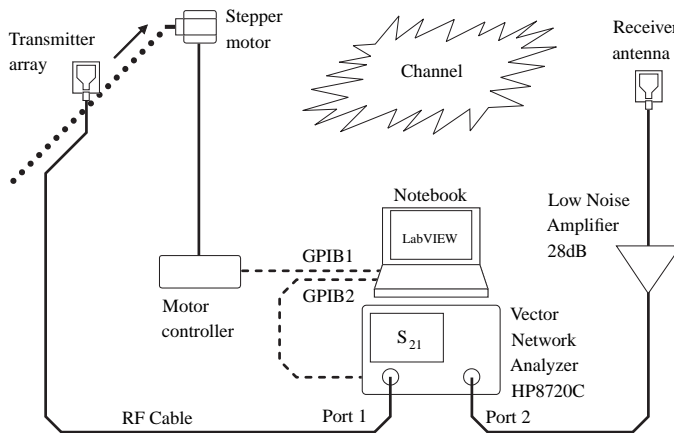 Transmitter
array
Stepper
motor
Channel
Receiver
antenna
Notebook
LabVIEW
Low Noise
Amplifier
28dB
GPIB1
GPIB2
Motor
controller
S21
Vector
Network
Analyzer
HP8720C
RF Cable
Port 1
Port 2